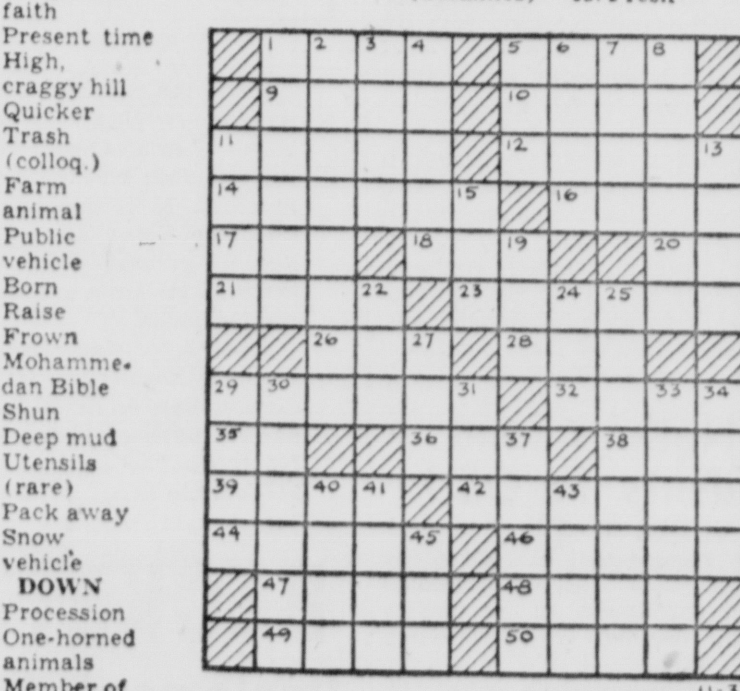 faith
Present time
High,
craggy hill
Quicker
Trash
(colloq.)
Farm
animal
Public
vehicle
Born
Raise
Frown
Mohamme-
dan Bible
Shun
Deep mud
Utensils
(rare)
Pack away
Snow
vehicle
DOWN
Procession
One-horned
animals
Member of
1 2 3 4 5 6 7 8
9 10
11 12 13
14 15 16
17 18 19 20
21 22 23 24 25
26 27 28
29 30 31 32 33 34
35 36 37 38
39 40 41 42 43
44 45 46
47 48
49 50